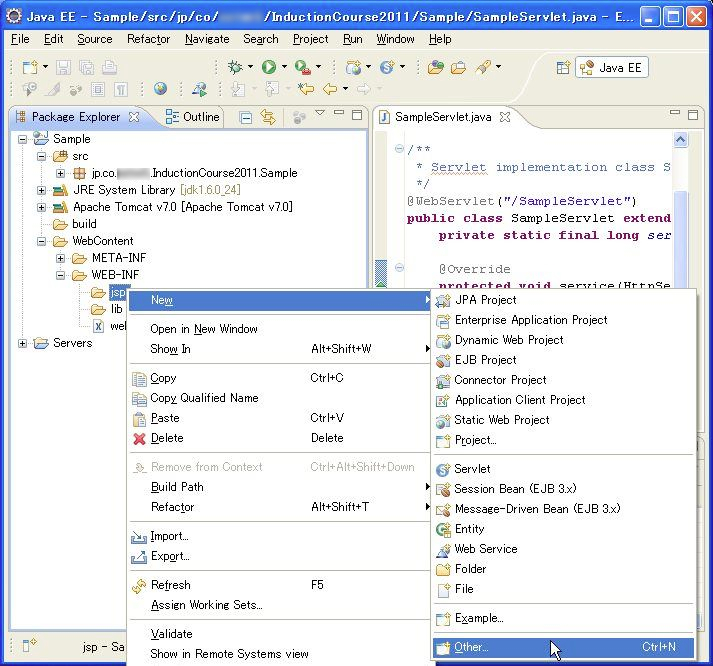 Java EE - Sample/src/jp/co/ /InductionCourse2011/Sample/SampleServlet.java - E...
File Edit Source Refactor Navigate Search Project Run Window Help
Java EE
Package Explorer
Outline
SampleServlet.java
Sample
src
jp.co. .InductionCourse2011.Sample
JRE System Library [jdk1.6.0_24]
Apache Tomcat v7.0 [Apache Tomcat v7.0]
build
WebContent
META-INF
WEB-INF
jsp
lib
web
Servers
/**
* Servlet implementation class S
*/
@WebServlet("/SampleServlet")
public class SampleServlet extend
private static final long ser
@Override
protected void service(HttpSe
New
Open in New Window
Show In Alt+Shift+W
Copy Ctrl+C
Copy Qualified Name
Paste Ctrl+V
Delete Delete
Remove from Context Ctrl+Alt+Shift+Down
Build Path
Refactor Alt+Shift+T
Import...
Export...
Refresh F5
Assign Working Sets...
Validate
Show in Remote Systems view
JPA Project
Enterprise Application Project
Dynamic Web Project
EJB Project
Connector Project
Application Client Project
Static Web Project
Project...
Servlet
Session Bean (EJB 3.x)
Message-Driven Bean (EJB 3.x)
Entity
Web Service
Folder
File
Example...
Other... Ctrl+N
jsp - Sa